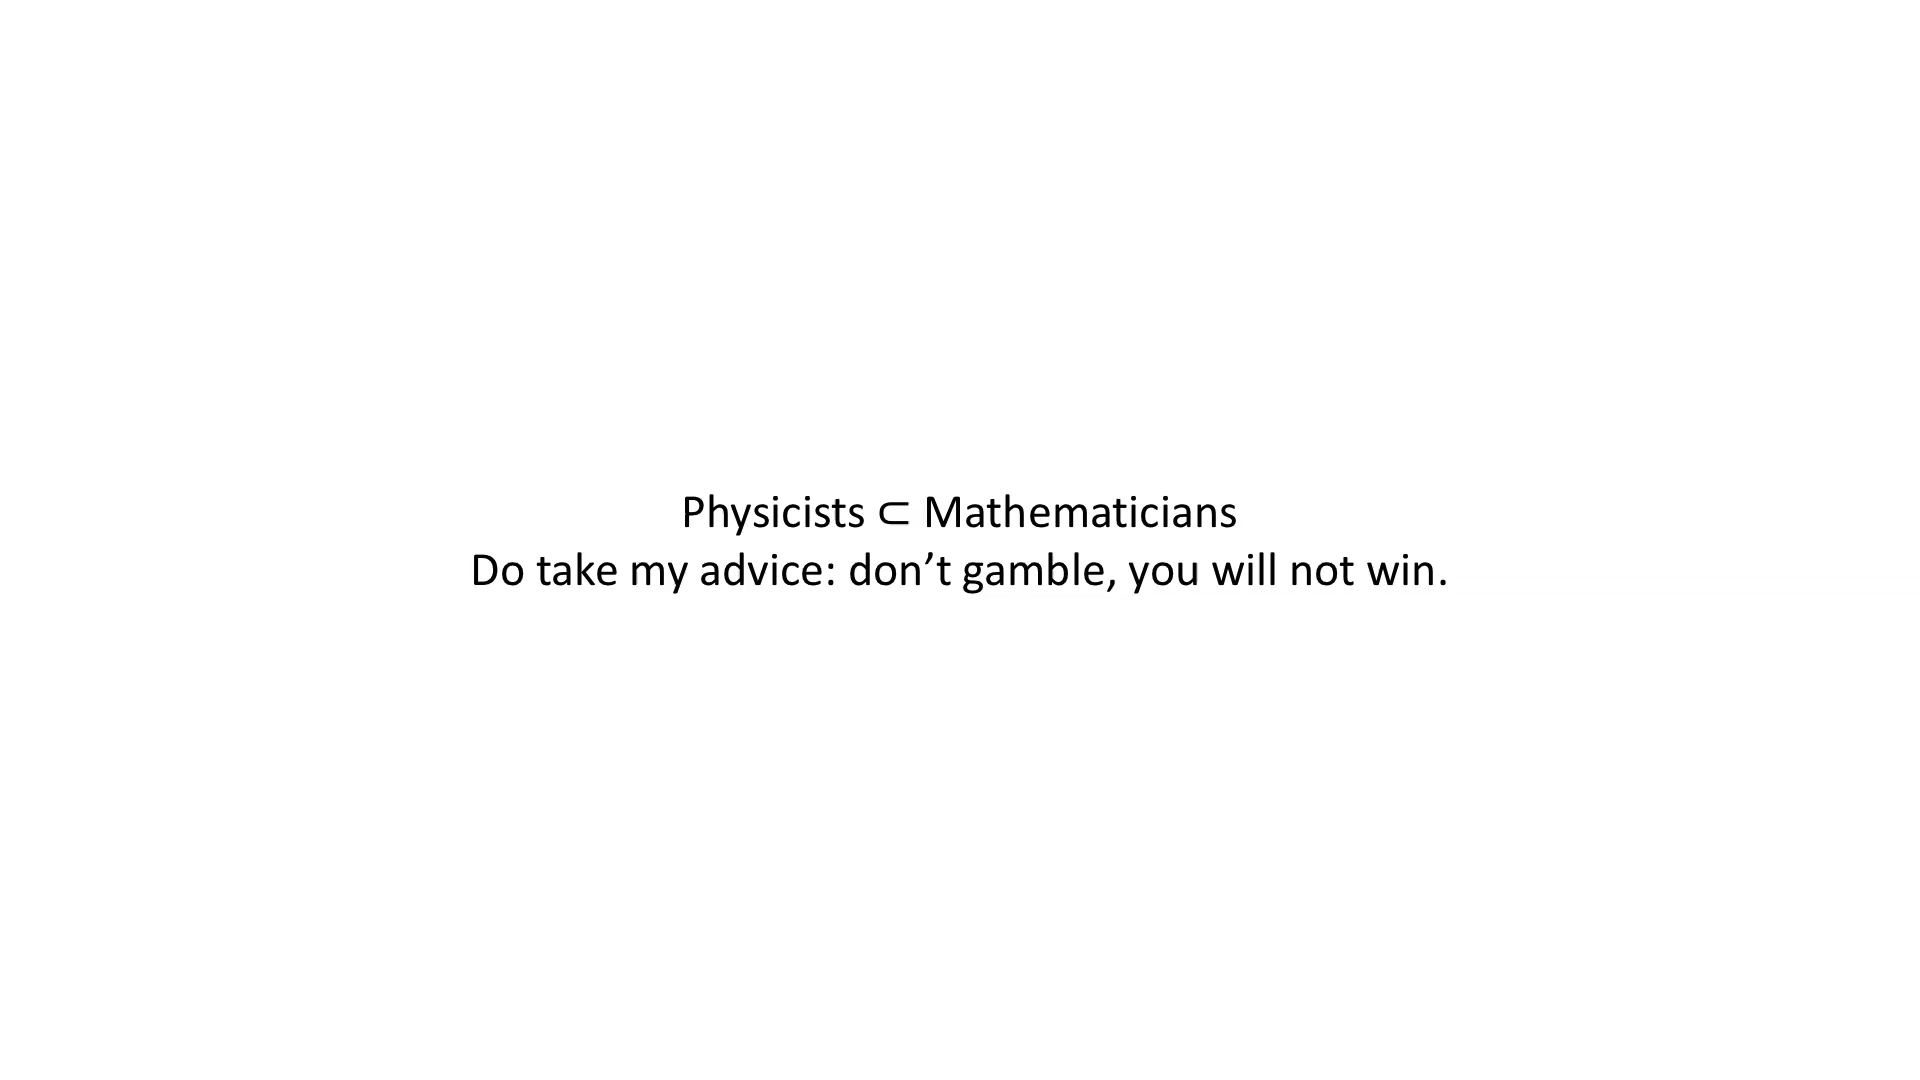 Physicists ⊂ Mathematicians
Do take my advice: don’t gamble, you will not win.